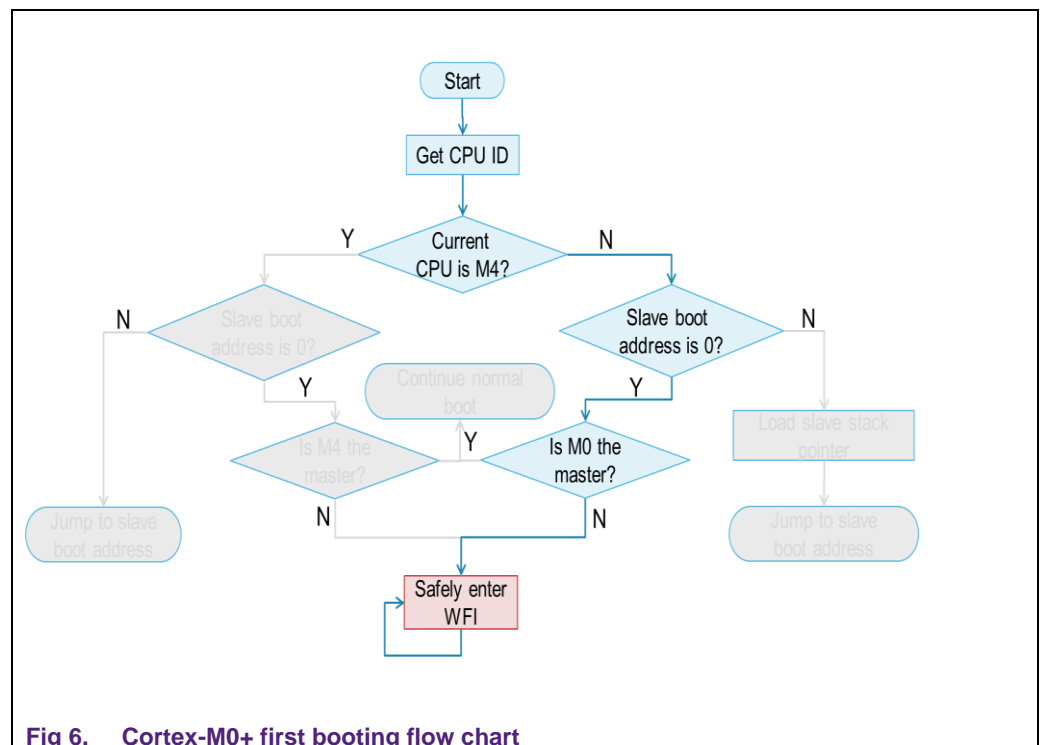 Start
Get CPU ID
Y
N
Current
CPU is M4?
N
Slave boot
address is 0?
Slave boot
address is 0?
N
Y
Continue normal
boot
Y
Is M4 the
master?
Y
Is M0 the
master?
Load slave stack
pointer
Jump to slave
boot address
N
N
Jump to slave
boot address
Safely enter
WFI
Fig 6. Cortex-M0+ first booting flow chart